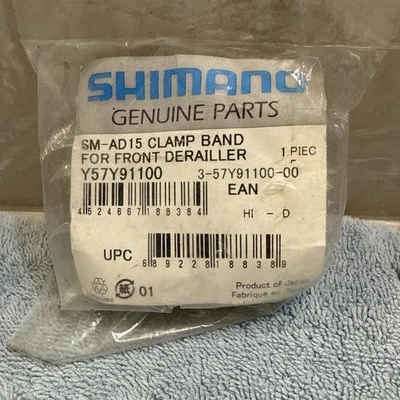 SHIMANO
GENUINE PARTS
SM-AD15 CLAMP BAND
FOR FRONT DERAILLER 1.PIEC
Y57Y91100 3-57Y91100-00
EAN
4524667188384
HI - D
UPC
689228188389
紙 01
Product of Japan
Fabriqué au